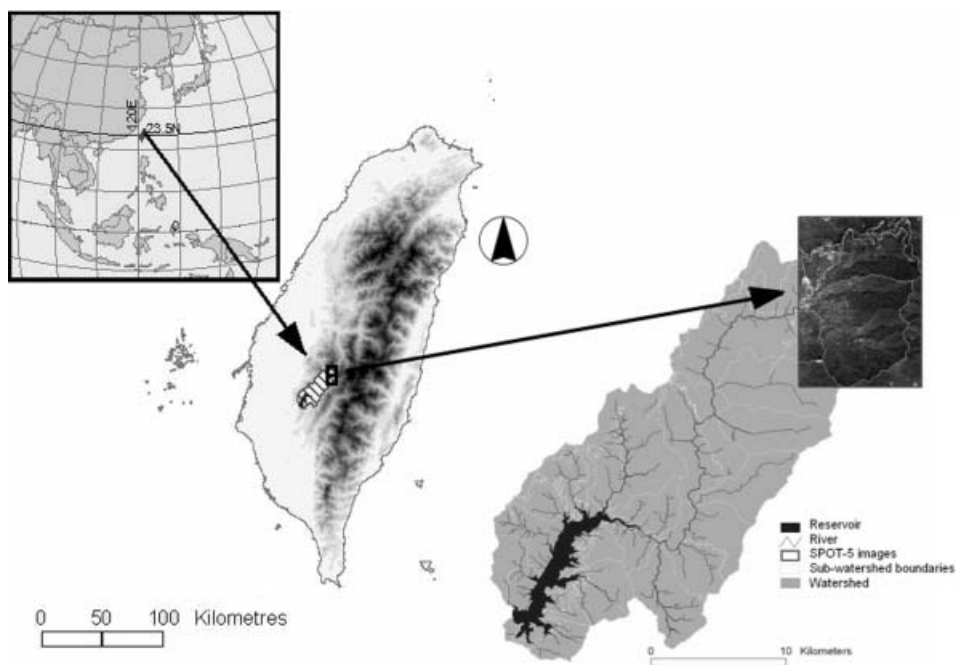 120E
23.5N
Reservoir
River
SPOT-5 images
Sub-watershed boundaries
Watershed
0 50 100 Kilometres
0 10 Kilometers